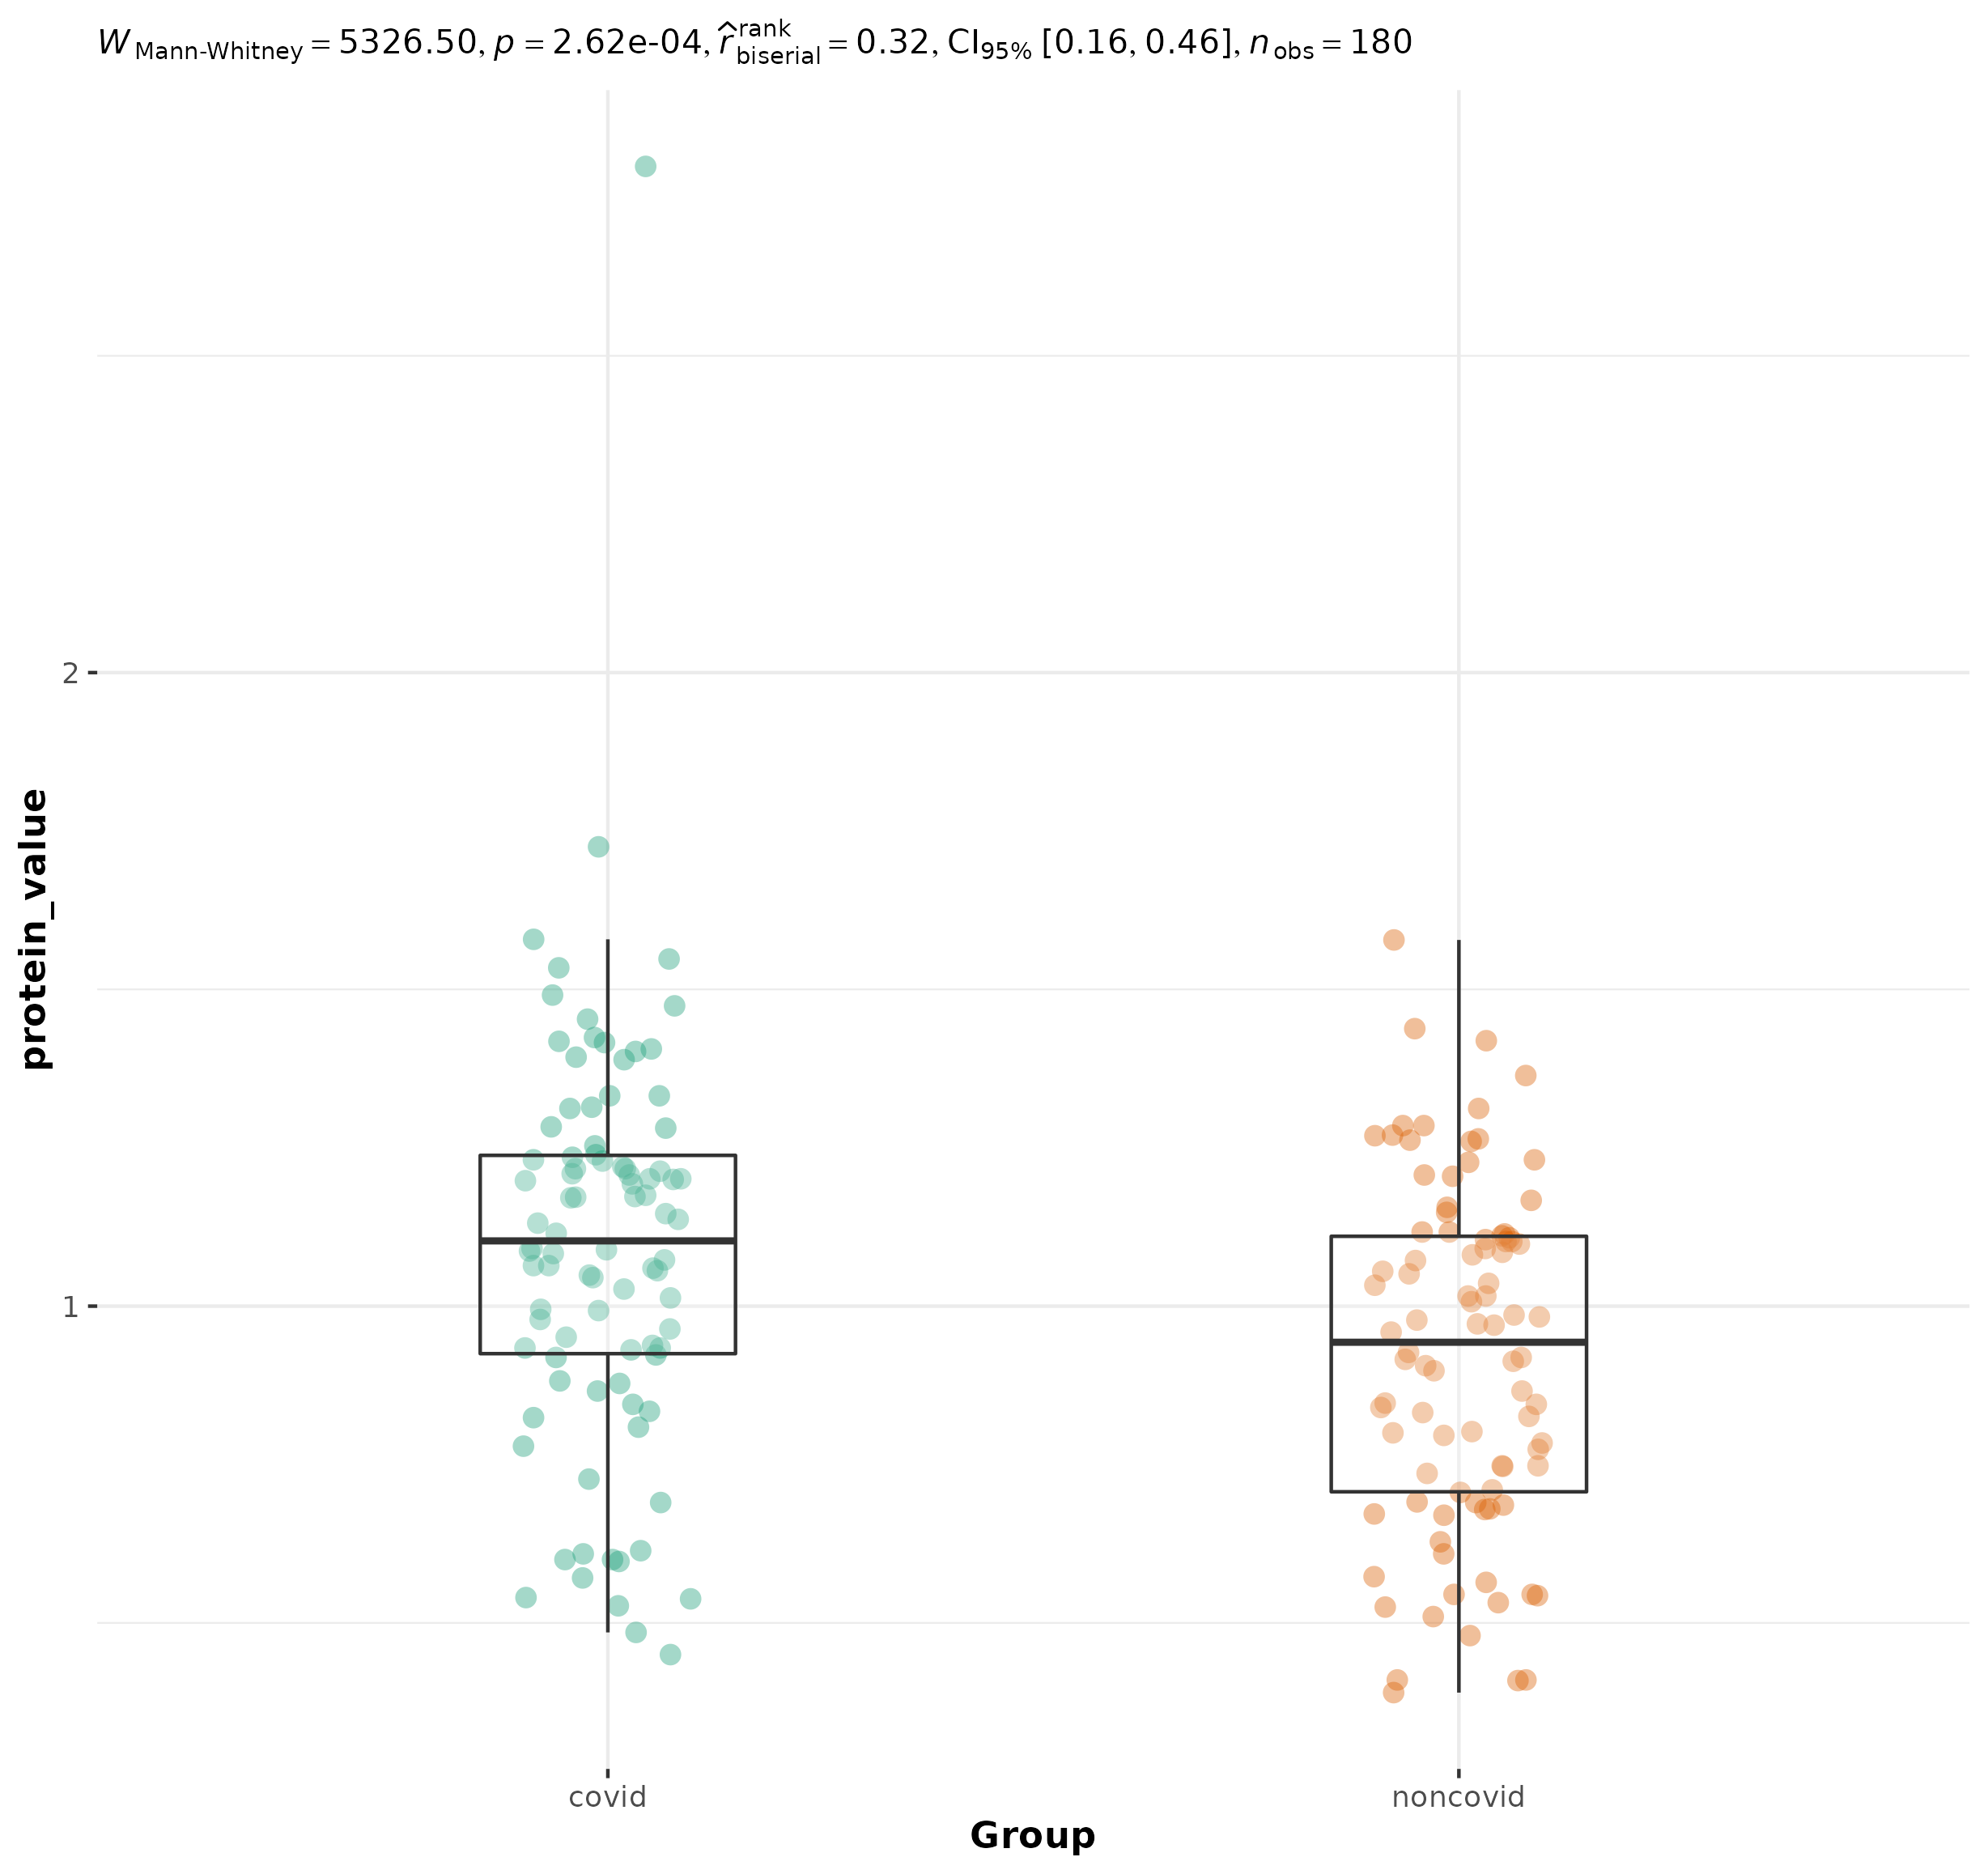 W Mann-Whitney = 5326.50, p = 2.62e-04, r̂ rank biserial = 0.32, CI95% [0.16, 0.46], n obs = 180
protein_value
2
1
covid noncovid
Group